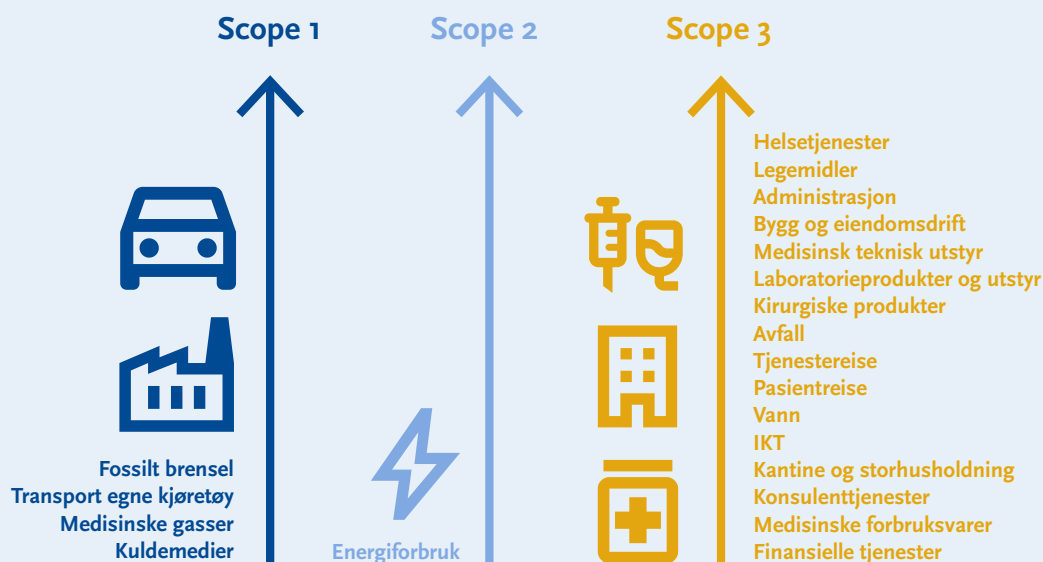 Scope 1
Scope 2
Scope 3
Fossilt brensel
Transport egne kjøretøy
Medisinske gasser
Kuldemedier
Energiforbruk
Helsetjenester
Legemidler
Administrasjon
Bygg og eiendomsdrift
Medisinsk teknisk utstyr
Laboratorieprodukter og utstyr
Kirurgiske produkter
Avfall
Tjenestereise
Pasientreise
Vann
IKT
Kantine og storhusholdning
Konsulenttjenester
Medisinske forbruksvarer
Finansielle tjenester